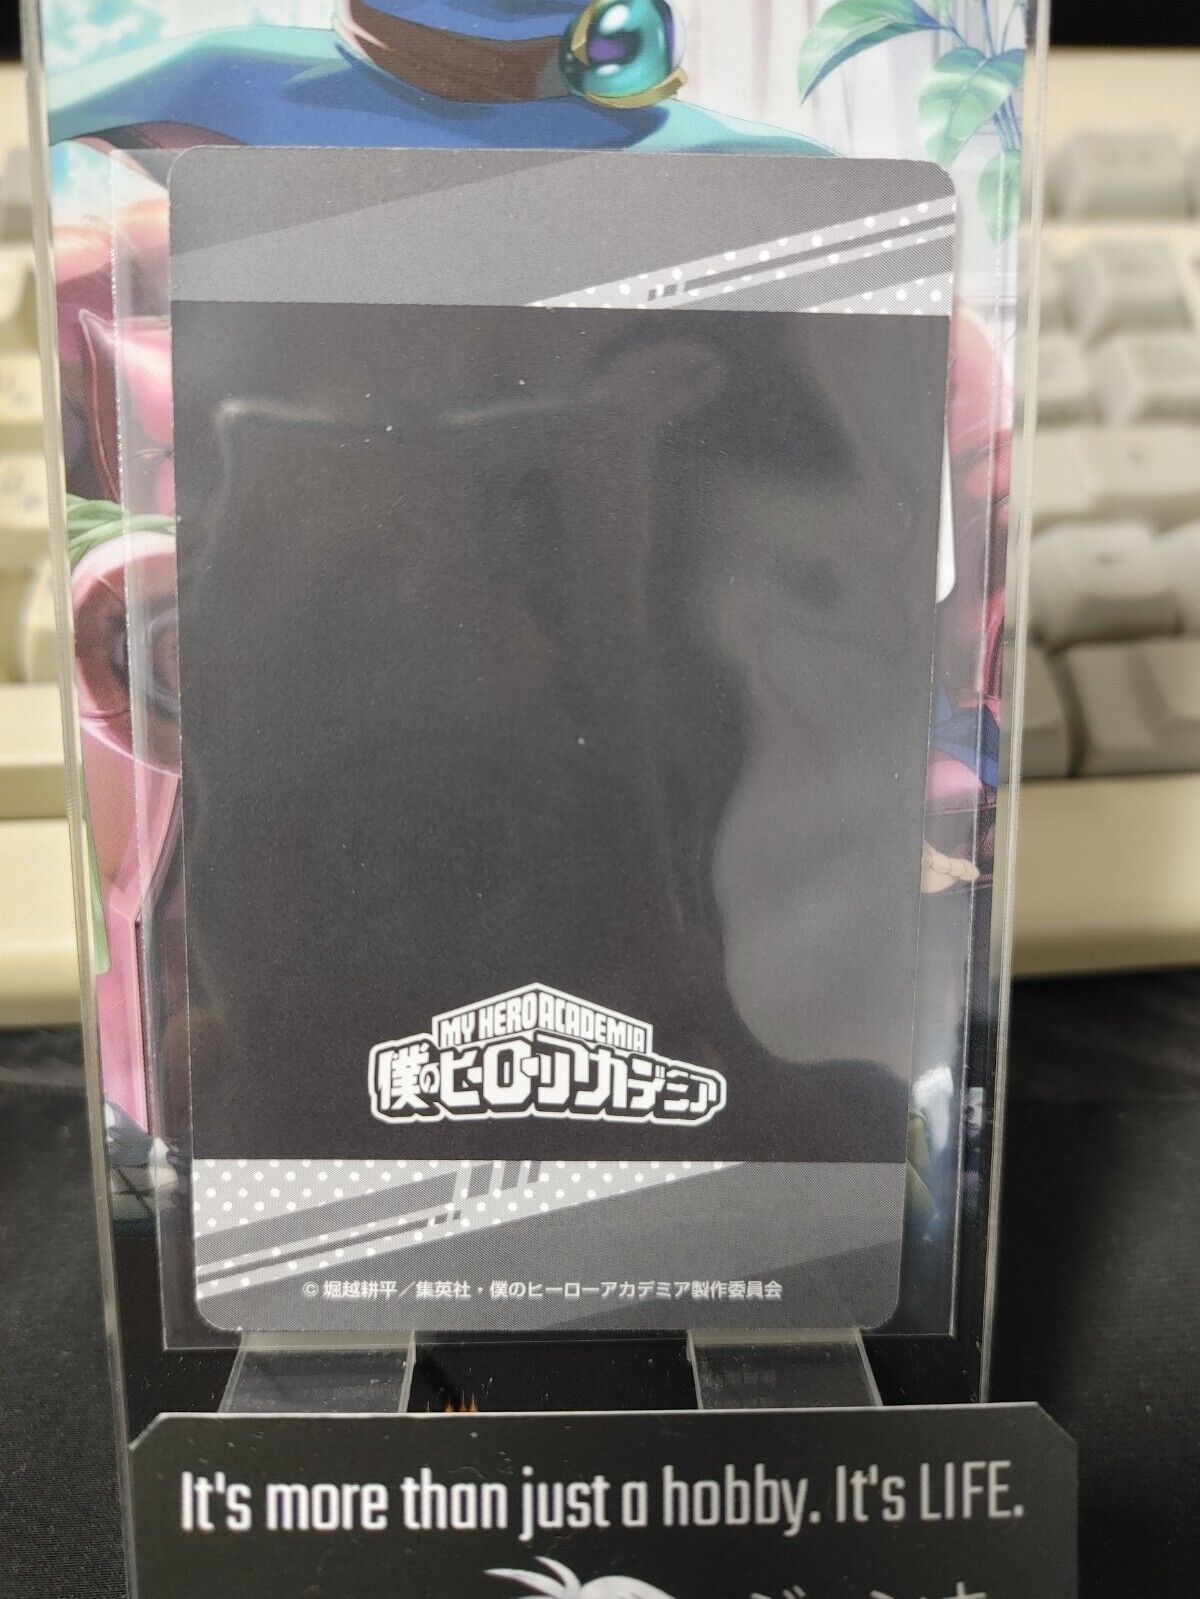 MY HERO ACADEMIA
僕のヒーローアカデミア
© 堀越耕平／集英社・僕のヒーローアカデミア製作委員会
It's more than just a hobby. It's LIFE.